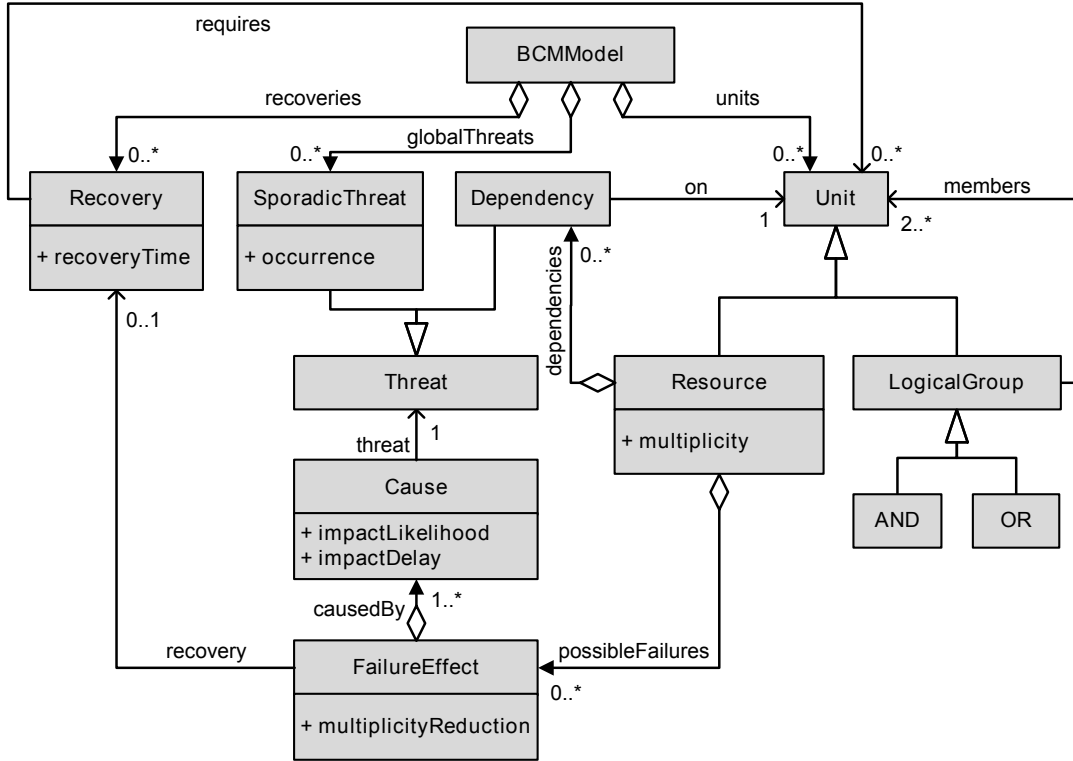 requires
BCMModel
recoveries
units
globalThreats
0..*
0..*
0..*
0..*
Recovery
SporadicThreat
Dependency
on
Unit
members
1
2..*
+ recoveryTime
+ occurrence
0..*
dependencies
0..1
Threat
Resource
LogicalGroup
1
threat
+ multiplicity
Cause
AND
OR
+ impactLikelihood
+ impactDelay
causedBy
1..*
recovery
FailureEffect
possibleFailures
0..*
+ multiplicityReduction